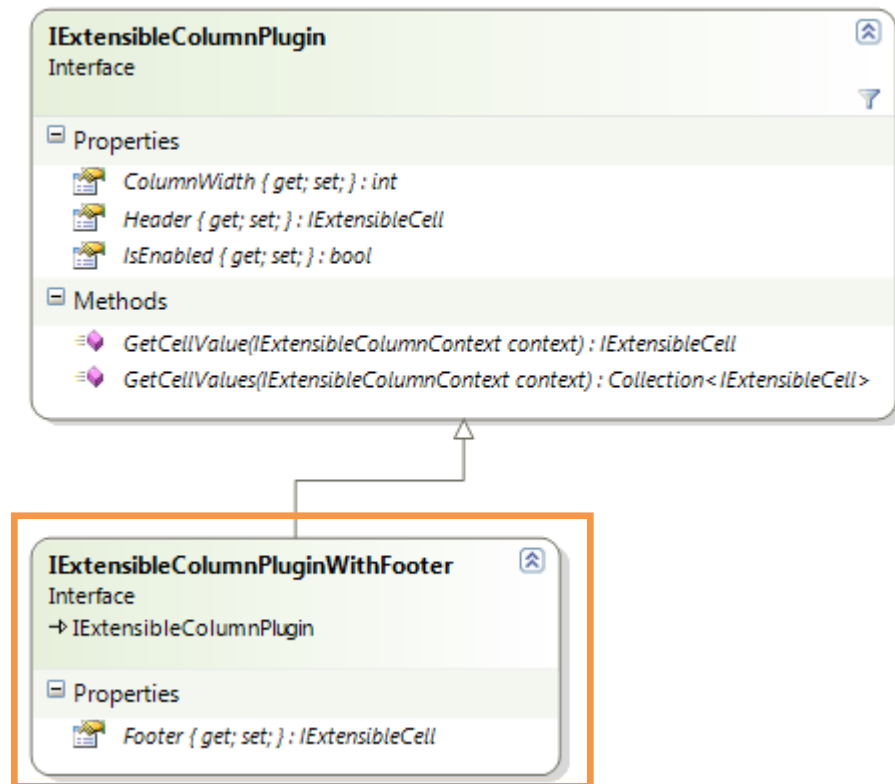 IExtensibleColumnPlugin
Interface
Properties
ColumnWidth { get; set; } : int
Header { get; set; } : IExtensibleCell
IsEnabled { get; set; } : bool
Methods
GetCellValue(IExtensibleColumnContext context) : IExtensibleCell
GetCellValues(IExtensibleColumnContext context) : Collection<IExtensibleCell>
IExtensibleColumnPluginWithFooter
Interface
IExtensibleColumnPlugin
Properties
Footer { get; set; } : IExtensibleCell